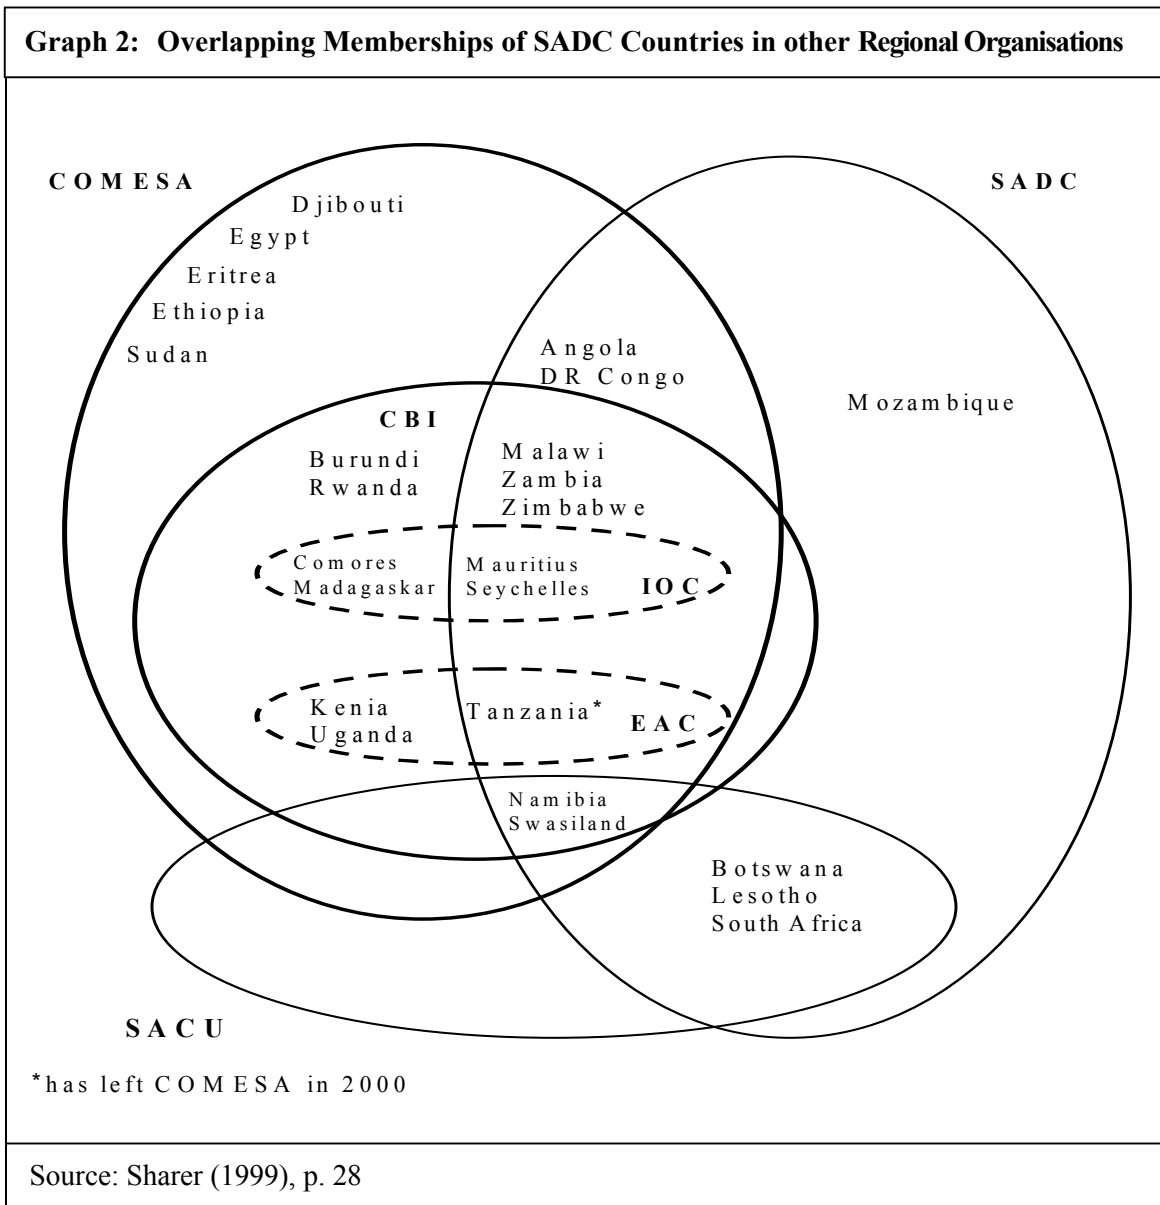 Graph 2: Overlapping Memberships of SADC Countries in other Regional Organisations
COMESA
SADC
Djibouti
Egypt
Eritrea
Ethiopia
Sudan
Angola
DR Congo
Mozambique
CBI
Burundi
Rwanda
Malawi
Zambia
Zimbabwe
Comores
Madagaskar
Mauritius
Seychelles
IOC
Kenia
Uganda
Tanzania*
EAC
Namibia
Swasiland
Botswana
Lesotho
South Africa
SACU
*has left COMESA in 2000
Source: Sharer (1999), p. 28